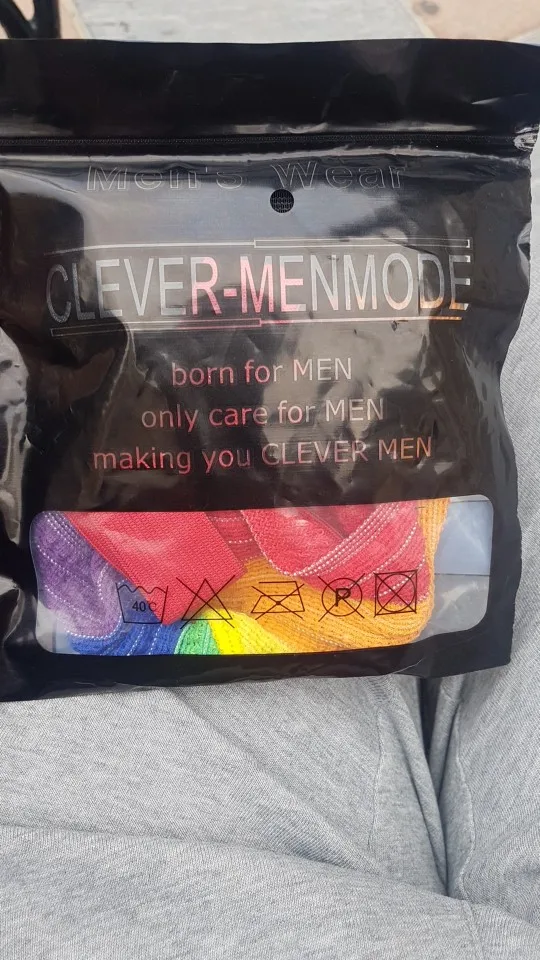 Men's Wear
CLEVER-MENMODE
born for MEN
only care for MEN
making you CLEVER MEN
40 C
P